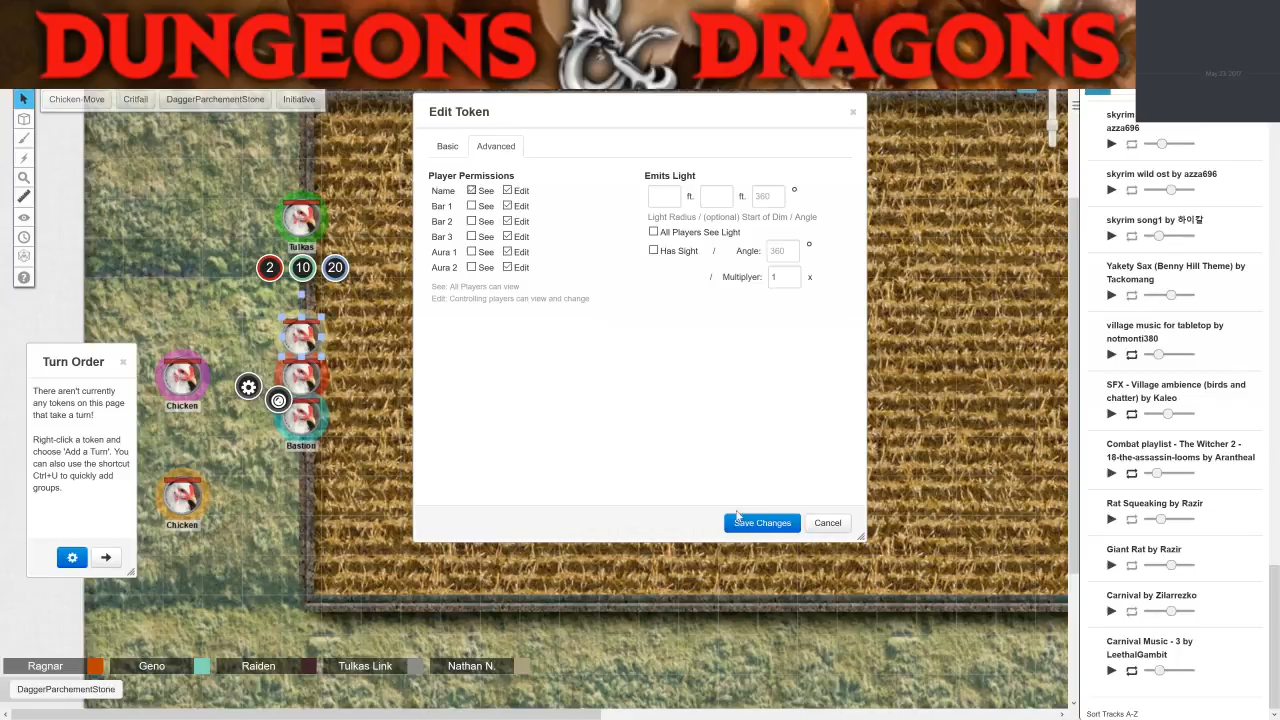 DUNGEONS & DRAGONS
May 23, 2017
Chicken-Move
Critfall
DaggerParchementStone
Initiative
Tulkas
2
10
20
Chicken
Bastion
Chicken
Turn Order
There aren't currently
any tokens on this page
that take a turn!
Right-click a token and
choose 'Add a Turn'. You
can also use the shortcut
Ctrl+U to quickly add
groups.
Edit Token
Basic
Advanced
Player Permissions
Name See Edit
Bar 1 See Edit
Bar 2 See Edit
Bar 3 See Edit
Aura 1 See Edit
Aura 2 See Edit
See: All Players can view
Edit: Controlling players can view and change
Emits Light
ft. ft. 360 °
Light Radius / (optional) Start of Dim / Angle
All Players See Light
Has Sight / Angle: 360 °
/ Multiplyer: 1 x
Save Changes
Cancel
skyrim
azza696
skyrim wild ost by azza696
skyrim song1 by 하이칼
Yakety Sax (Benny Hill Theme) by
Tackomang
village music for tabletop by
notmonti380
SFX - Village ambience (birds and
chatter) by Kaleo
Combat playlist - The Witcher 2 -
18-the-assassin-looms by Arantheal
Rat Squeaking by Razir
Giant Rat by Razir
Carnival by Zilarrezko
Carnival Music - 3 by
LeethalGambit
Sort Tracks A-Z
Ragnar
Geno
Raiden
Tulkas Link
Nathan N.
DaggerParchementStone